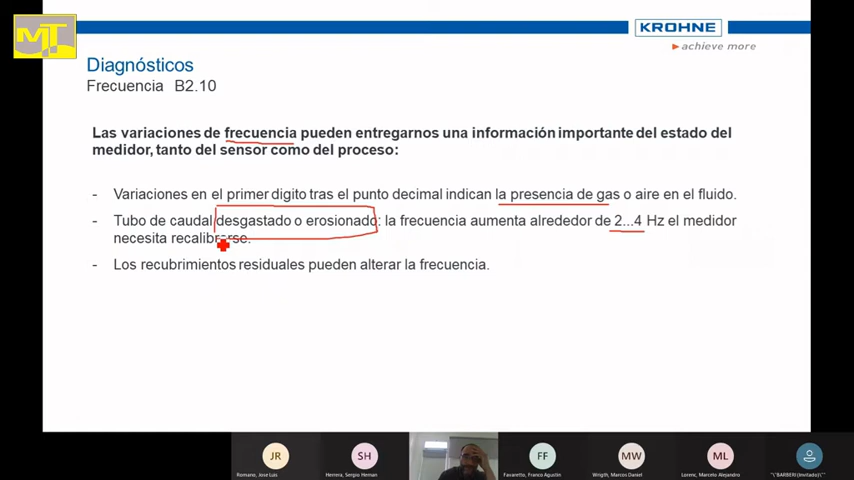 MT
KROHNE
achieve more
Diagnósticos
Frecuencia B2.10
Las variaciones de frecuencia pueden entregarnos una información importante del estado del
medidor, tanto del sensor como del proceso:
- Variaciones en el primer digito tras el punto decimal indican la presencia de gas o aire en el fluido.
- Tubo de caudal desgastado o erosionado: la frecuencia aumenta alrededor de 2...4 Hz el medidor
necesita recalibrarse.
- Los recubrimientos residuales pueden alterar la frecuencia.
JR
SH
FF
MW
ML
Romano, Jose Luis
Herrera, Sergio Hernan
Favaretto, Franco Agustin
Wrigth, Marcos Daniel
Lorenc, Marcelo Alejandro
"\"BARBERI (Invitado)\""